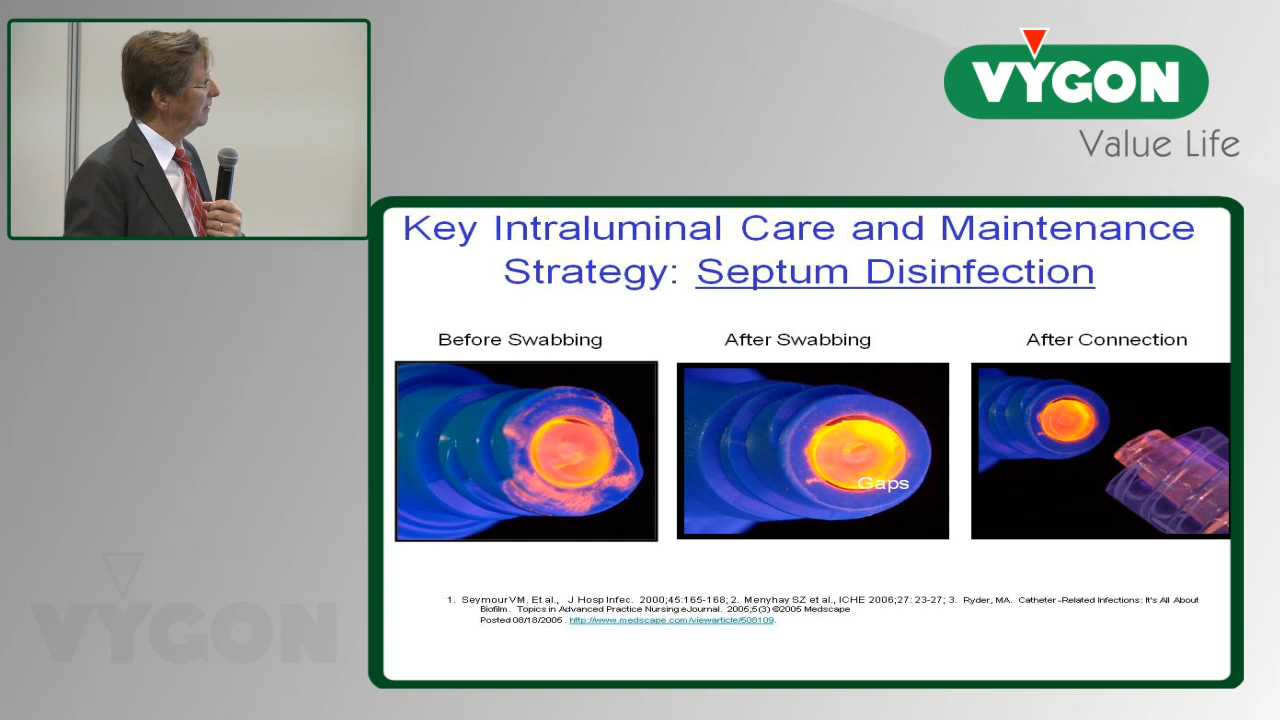 VYGON
Value Life
Key Intraluminal Care and Maintenance
Strategy: Septum Disinfection
Before Swabbing
After Swabbing
After Connection
Gaps
1. Seymour VM. Et al., J Hosp Infec. 2000;45:165-168; 2. Menyhay SZ et al., ICHE 2006;27: 23-27; 3. Ryder, MA. Catheter-Related Infections: It's All About
Biofilm. Topics in Advanced Practice Nursing eJournal. 2005;5(3) ©2005 Medscape
Posted 08/18/2005. http://www.medscape.com/viewarticle/508109.
VYGON